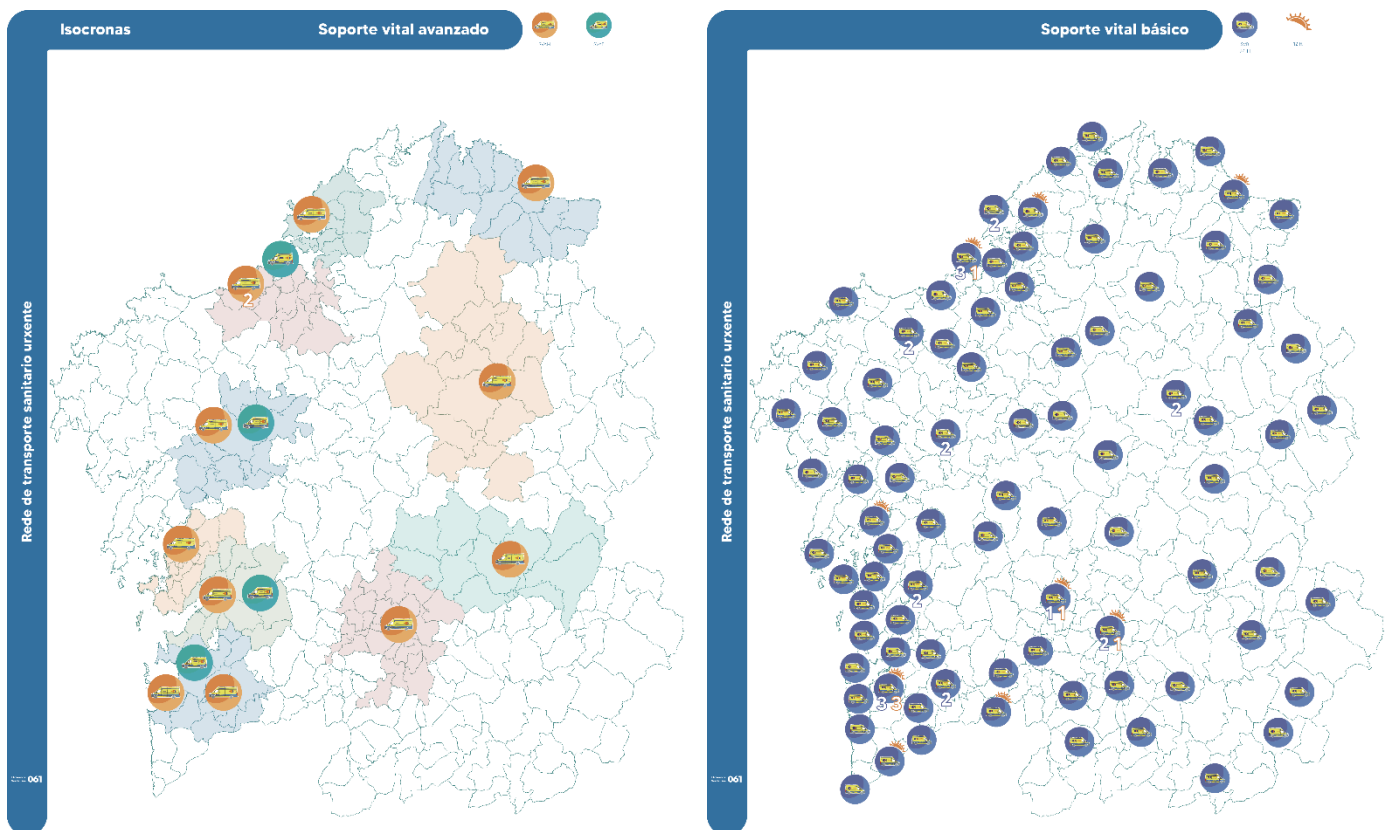 Isocronas
Soporte vital avanzado
Rede de transporte sanitario urxente
061
2
Soporte vital básico
12 h
Rede de transporte sanitario urxente
061
2
3 1
2
2
2
2
1 1
2 1
3 3
2